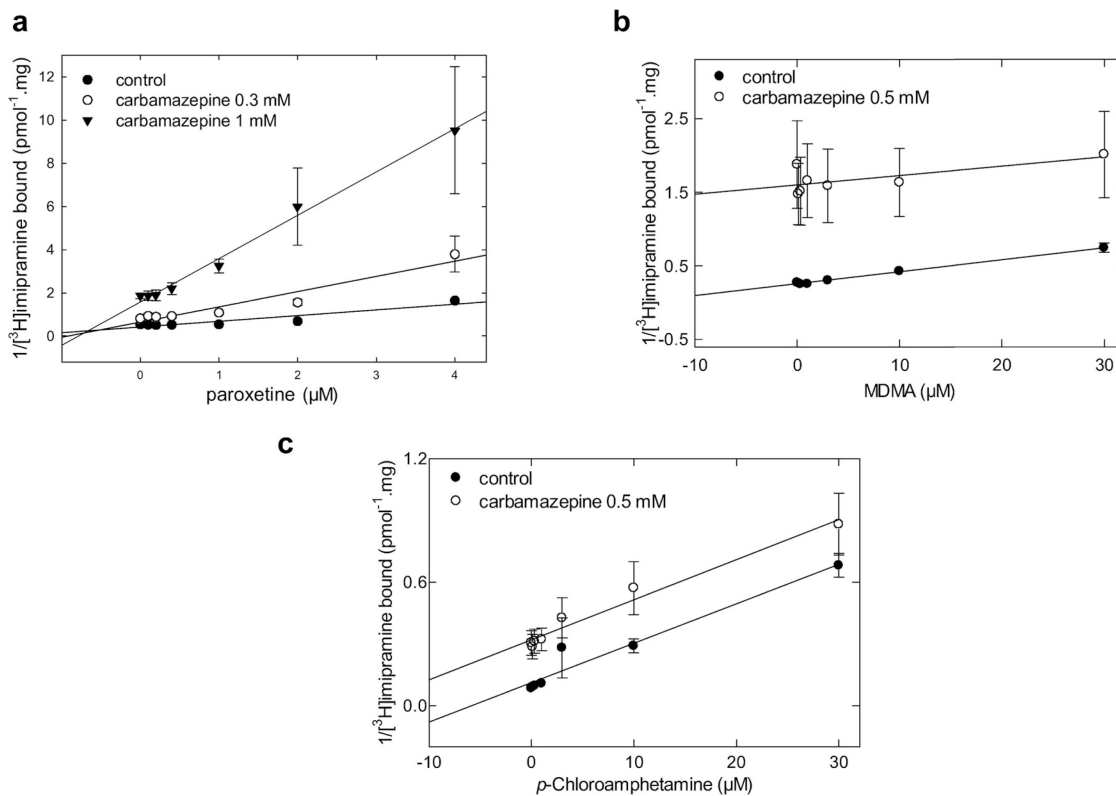 a
1/[³H]imipramine bound (pmol⁻¹.mg)
12
10
8
6
4
2
0
control
carbamazepine 0.3 mM
carbamazepine 1 mM
0 1 2 3 4
paroxetine (µM)
b
1/[³H]imipramine bound (pmol⁻¹.mg)
2.5
1.5
0.5
-0.5
control
carbamazepine 0.5 mM
-10 0 10 20 30
MDMA (µM)
c
1/[³H]imipramine bound (pmol⁻¹.mg)
1.2
0.6
0.0
control
carbamazepine 0.5 mM
-10 0 10 20 30
p-Chloroamphetamine (µM)